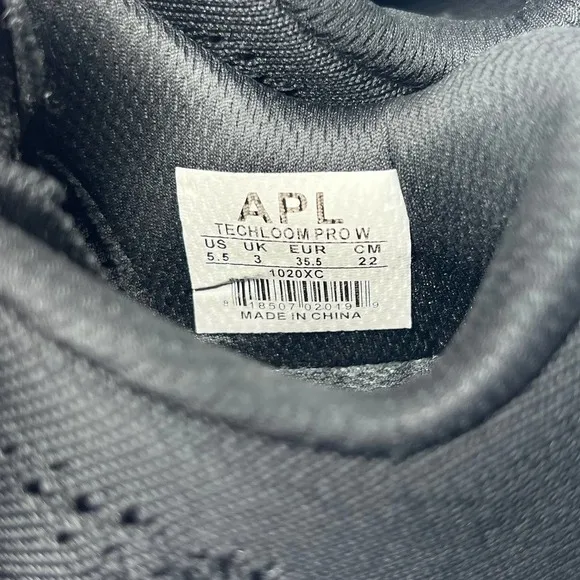 APL
TECHLOOM PRO W
US UK EUR CM
5.5 3 35.5 22
1020XC
8 18507 02019 9
MADE IN CHINA